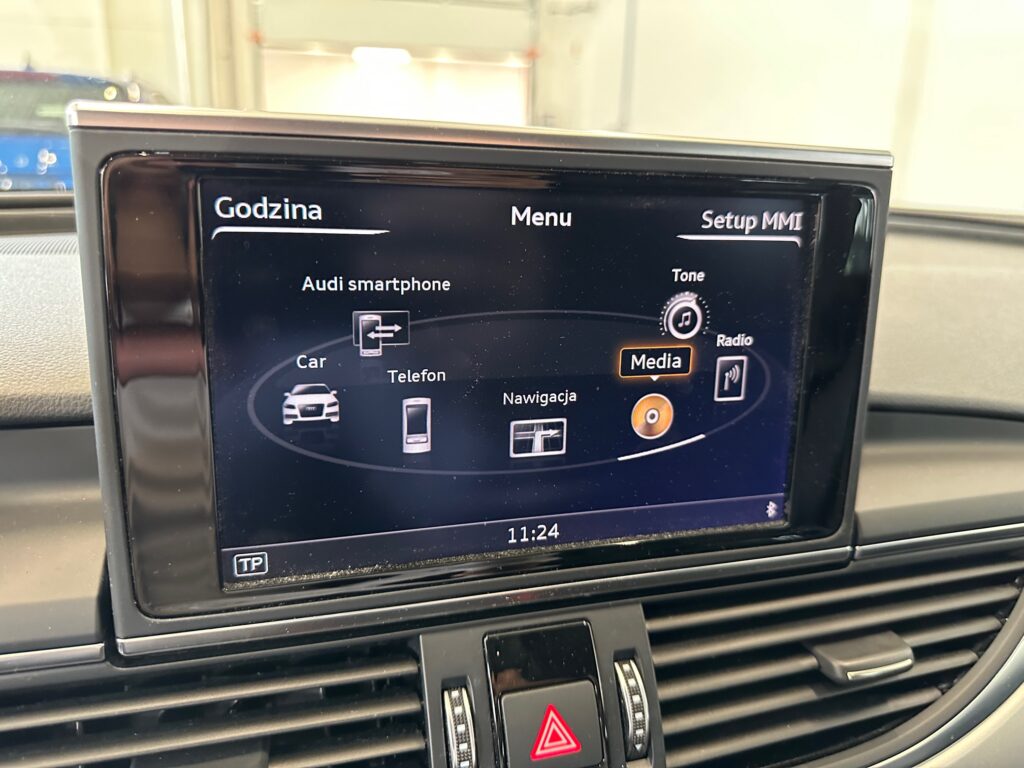 Godzina
Menu
Setup MMI
Audi smartphone
Tone
Car
Telefon
Nawigacja
Media
Radio
11:24
TP